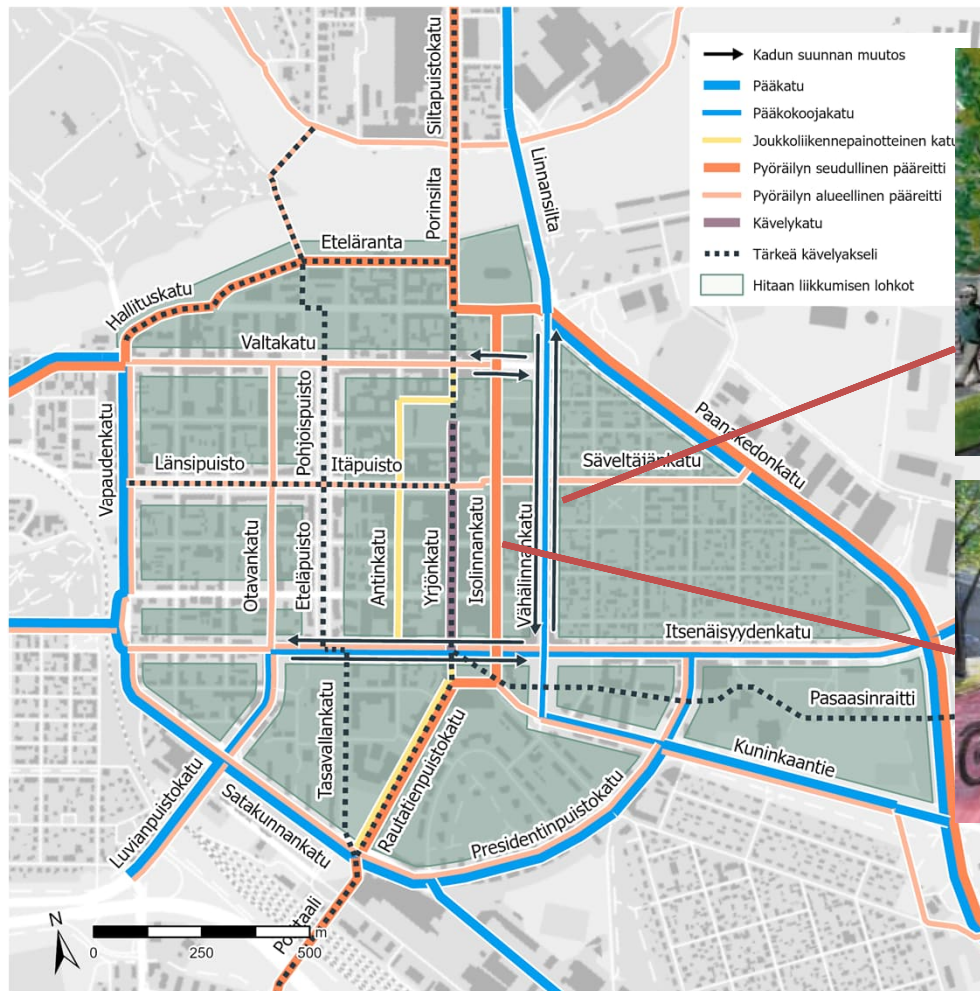 Kadun suunnan muutos
Pääkatu
Pääkokoojakatu
Joukkoliikennepainotteinen katu
Pyöräilyn seudullinen pääreitti
Pyöräilyn alueellinen pääreitti
Kävelykatu
Tärkeä kävelyakseli
Hitaan liikkumisen lohkot
Siltapuistokatu
Linnansilta
Porinsilta
Eteläranta
Hallituskatu
Valtakatu
Pohjoispuisto
Paanakedonkatu
Länsipuisto
Itäpuisto
Säveltäjänkatu
Vapaudenkatu
Otavankatu
Eteläpuisto
Antinkatu
Yrjönkatu
Isolinnankatu
Vähälinnankatu
Itsenäisyydenkatu
Pasaasinraitti
Tasavallankatu
Rautatienpuistokatu
Kuninkaantie
Luvianpuistokatu
Satakunnankatu
Presidentinpuistokatu
N
m
0
250
500